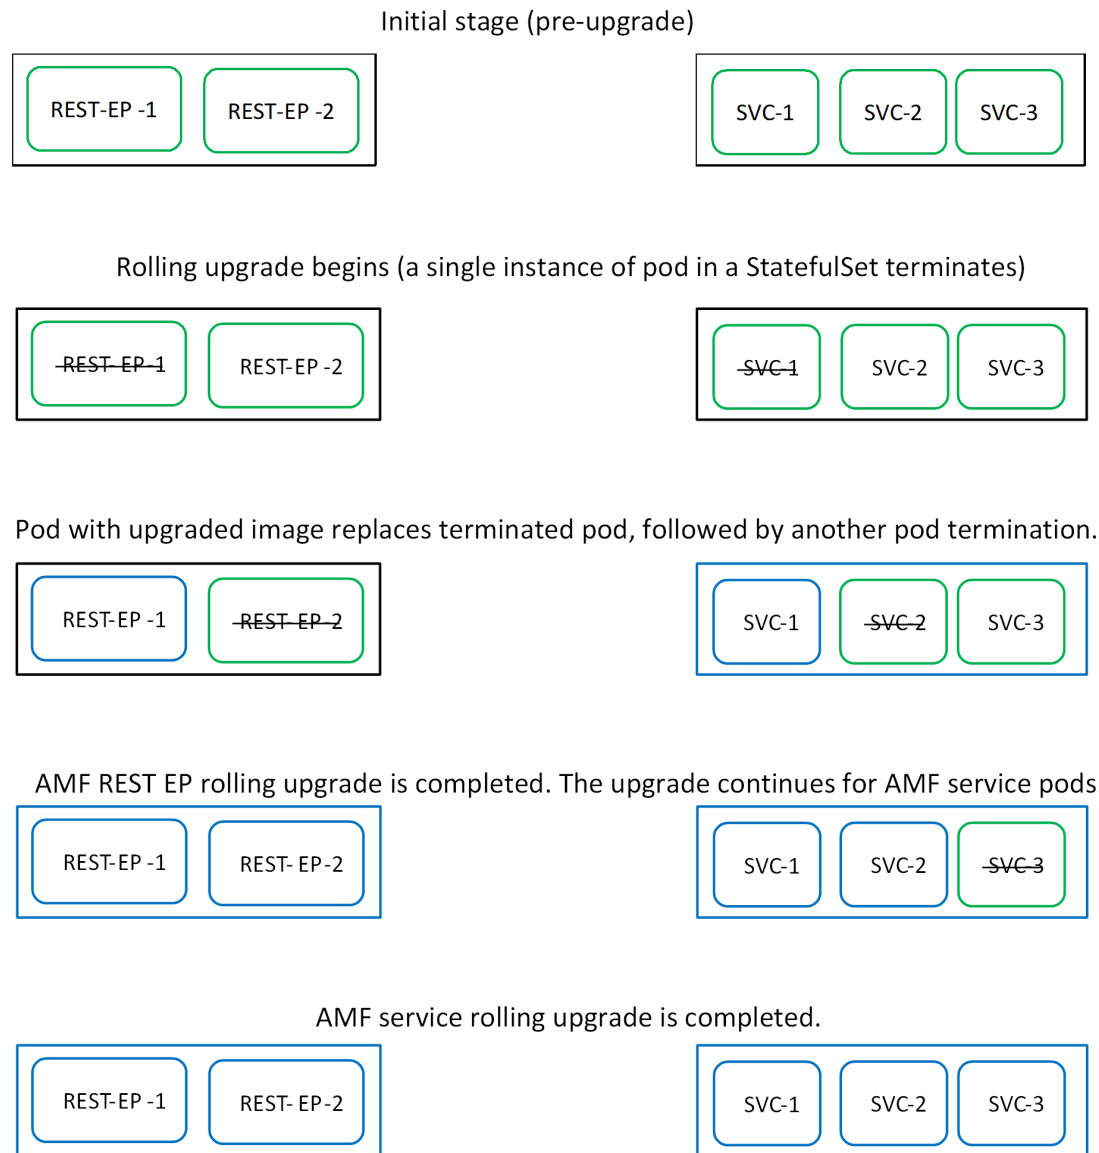 Initial stage (pre-upgrade)
REST-EP -1 REST-EP -2 SVC-1 SVC-2 SVC-3
Rolling upgrade begins (a single instance of pod in a StatefulSet terminates)
REST- EP -1 REST-EP -2 SVC-1 SVC-2 SVC-3
Pod with upgraded image replaces terminated pod, followed by another pod termination.
REST-EP -1 REST- EP -2 SVC-1 SVC-2 SVC-3
AMF REST EP rolling upgrade is completed. The upgrade continues for AMF service pods
REST-EP -1 REST- EP -2 SVC-1 SVC-2 SVC-3
AMF service rolling upgrade is completed.
REST-EP -1 REST- EP -2 SVC-1 SVC-2 SVC-3